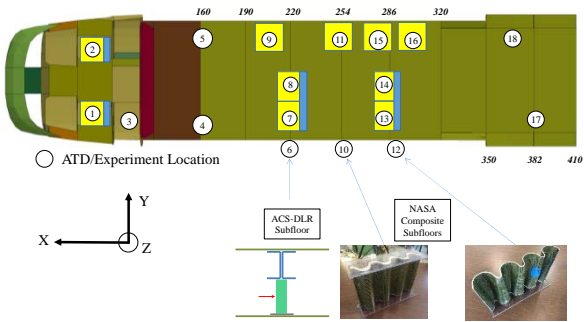 160 190 220 254 286 320
2 5 9 11 15 16 18
8 14
1 3 4 7 13 17
6 10 12
350 382 410
ATD/Experiment Location
Y
X
Z
ACS-DLR
Subfloor
NASA
Composite
Subfloors